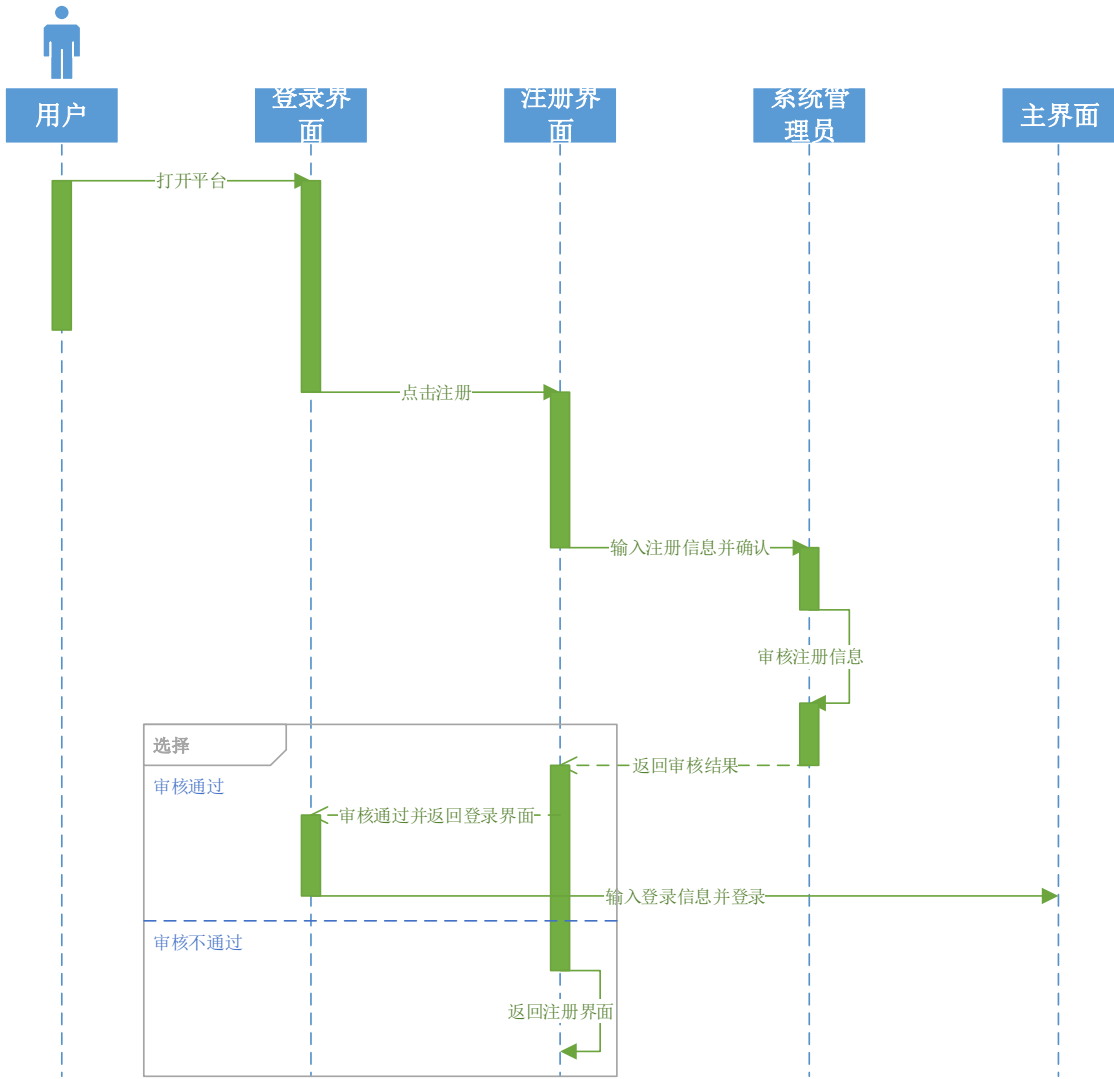 用户
登录界
面
注册界
面
系统管
理员
主界面
打开平台
点击注册
输入注册信息并确认
审核注册信息
选择
返回审核结果
审核通过
审核通过并返回登录界面
输入登录信息并登录
审核不通过
返回注册界面